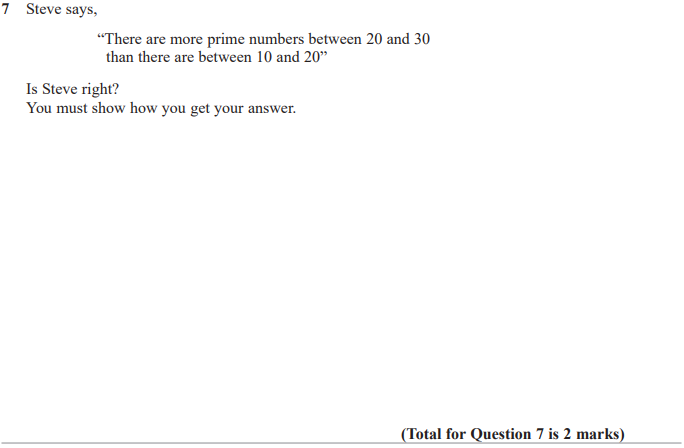 7 Steve says,
“There are more prime numbers between 20 and 30
than there are between 10 and 20”
Is Steve right?
You must show how you get your answer.
(Total for Question 7 is 2 marks)